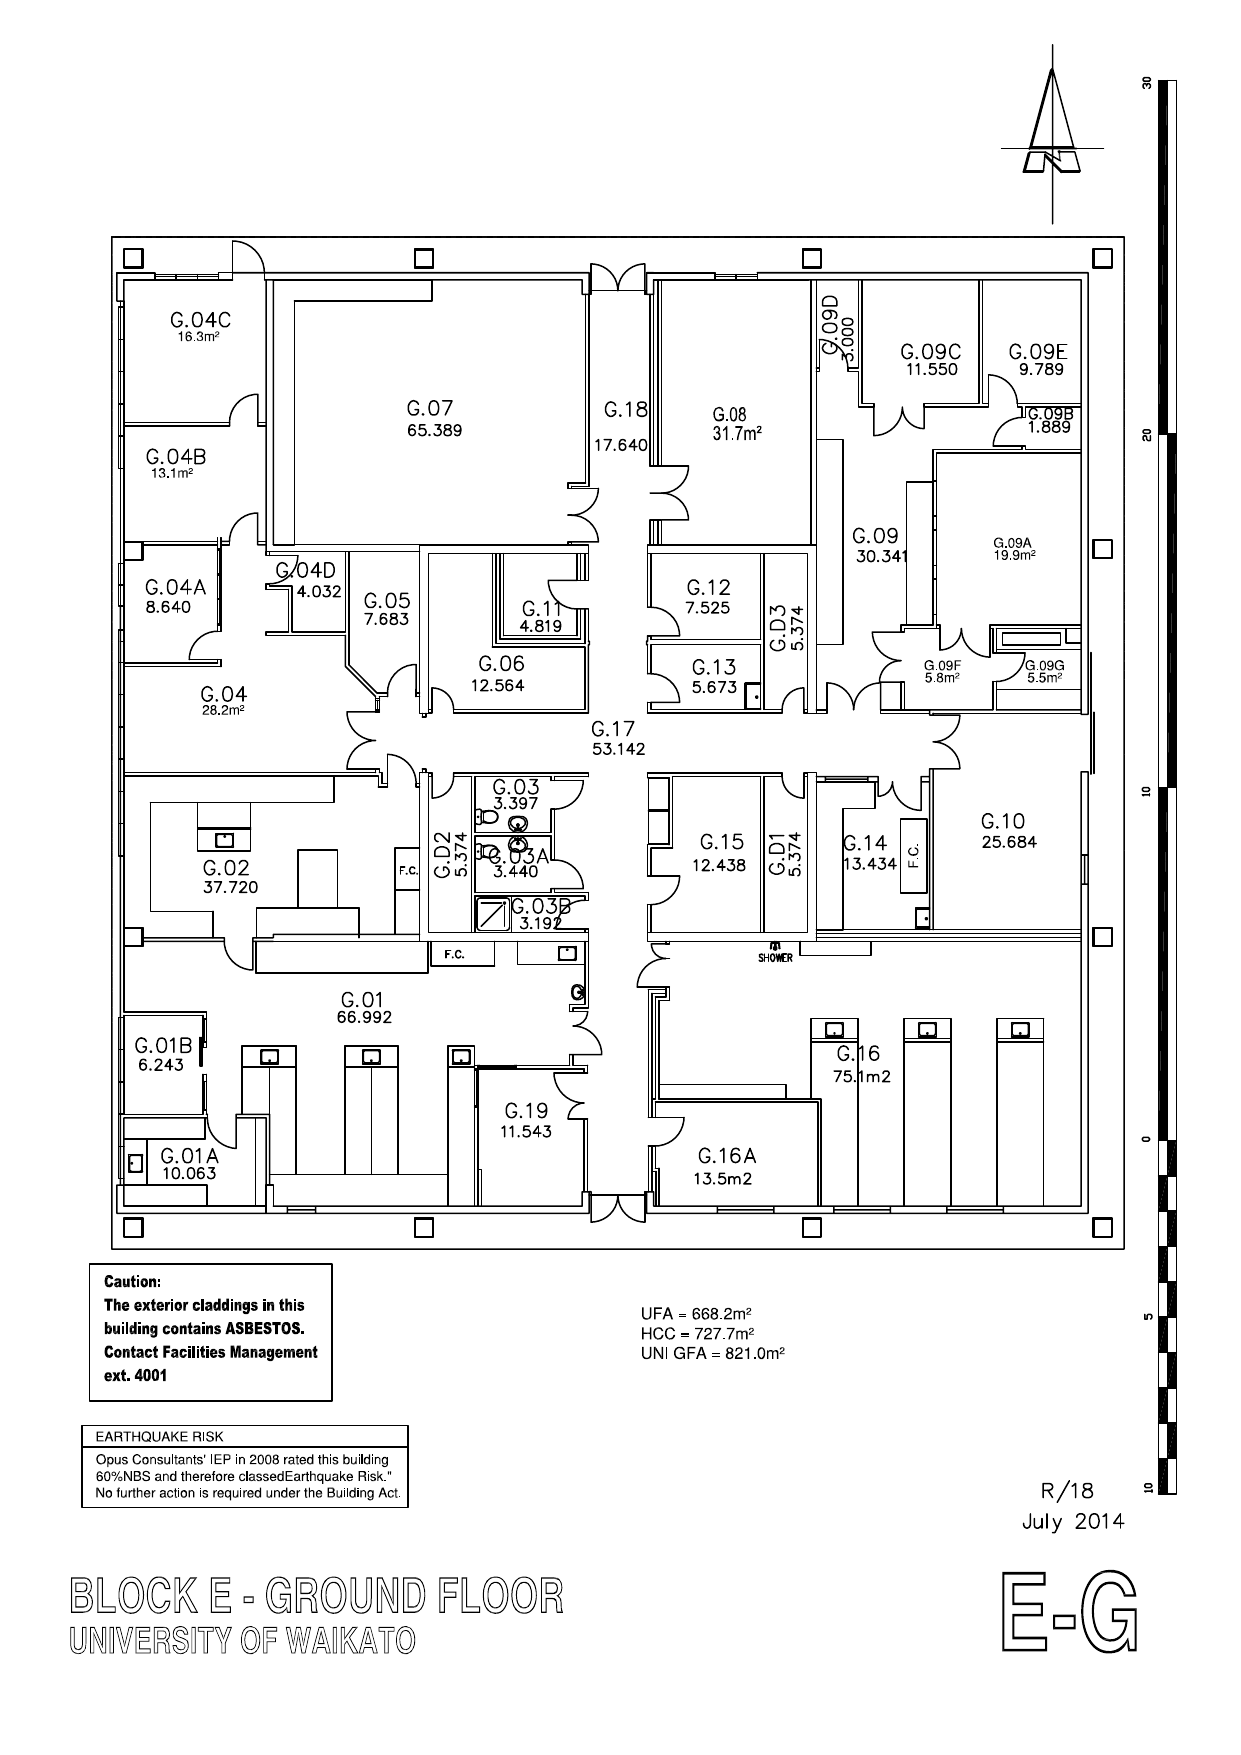 N
30
G.04C
16.3m²
G.09D
3.000
G.09C
11.550
G.09E
9.789
G.07
65.389
G.18
17.640
G.08
31.7m²
G.09B
1.889
20
G.04B
13.1m²
G.09
30.341
G.09A
19.9m²
G.04A
8.640
G.04D
4.032
G.05
7.683
G.11
4.819
G.12
7.525
G.D3
5.374
G.06
12.564
G.13
5.673
G.09F
5.8m²
G.09G
5.5m²
G.04
28.2m²
G.17
53.142
10
G.03
3.397
G.02
37.720
F.C.
G.D2
5.374
G.03A
3.440
G.15
12.438
G.D1
5.374
G.14
13.434
F.C.
G.10
25.684
G.03B
3.192
F.C.
SHOWER
G.01
66.992
G.01B
6.243
G.16
75.1m2
G.19
11.543
0
G.01A
10.063
G.16A
13.5m2
Caution:
The exterior claddings in this
building contains ASBESTOS.
Contact Facilities Management
ext. 4001
UFA = 668.2m²
HCC = 727.7m²
UNI GFA = 821.0m²
5
EARTHQUAKE RISK
Opus Consultants' IEP in 2008 rated this building
60%NBS and therefore classedEarthquake Risk."
No further action is required under the Building Act.
10
R/18
July 2014
BLOCK E - GROUND FLOOR
UNIVERSITY OF WAIKATO
E-G